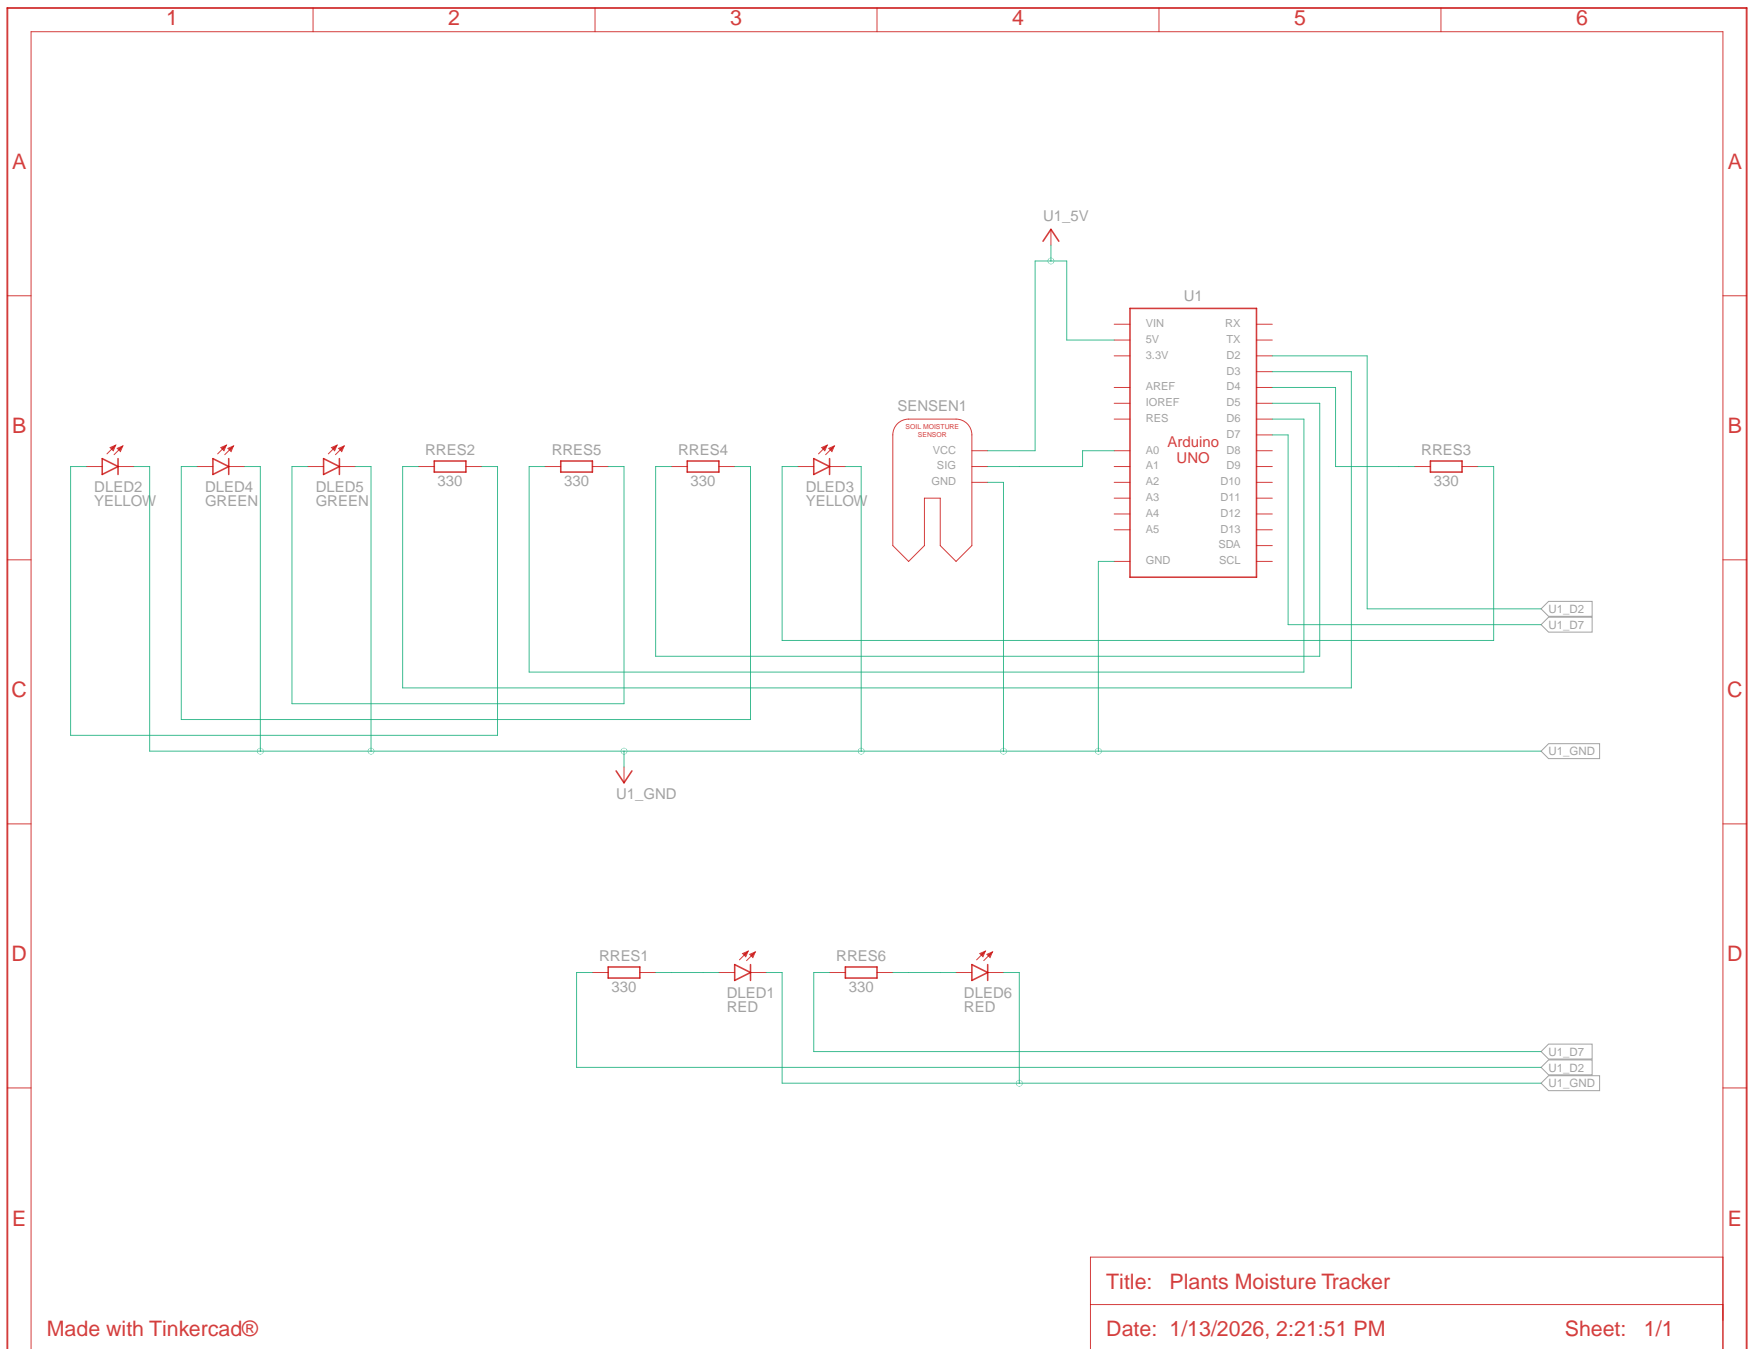 1 2 3 4 5 6
A A
U1_5V
U1
VIN RX
5V TX
3.3V D2
D3
AREF D4
IOREF D5
RES D6
D7
A0 D8
A1 D9
A2 D10
A3 D11
A4 D12
A5 D13
SDA
GND SCL
Arduino
UNO
SENSEN1
SOIL MOISTURE
SENSOR
VCC
SIG
GND
B B
DLED2
YELLOW
DLED4
GREEN
DLED5
GREEN
RRES2
330
RRES5
330
RRES4
330
DLED3
YELLOW
RRES3
330
U1_D2
U1_D7
C C
U1_GND
U1_GND
D D
RRES1
330
DLED1
RED
RRES6
330
DLED6
RED
U1_D7
U1_D2
U1_GND
E E
Title: Plants Moisture Tracker
Made with Tinkercad®
Date: 1/13/2026, 2:21:51 PM Sheet: 1/1